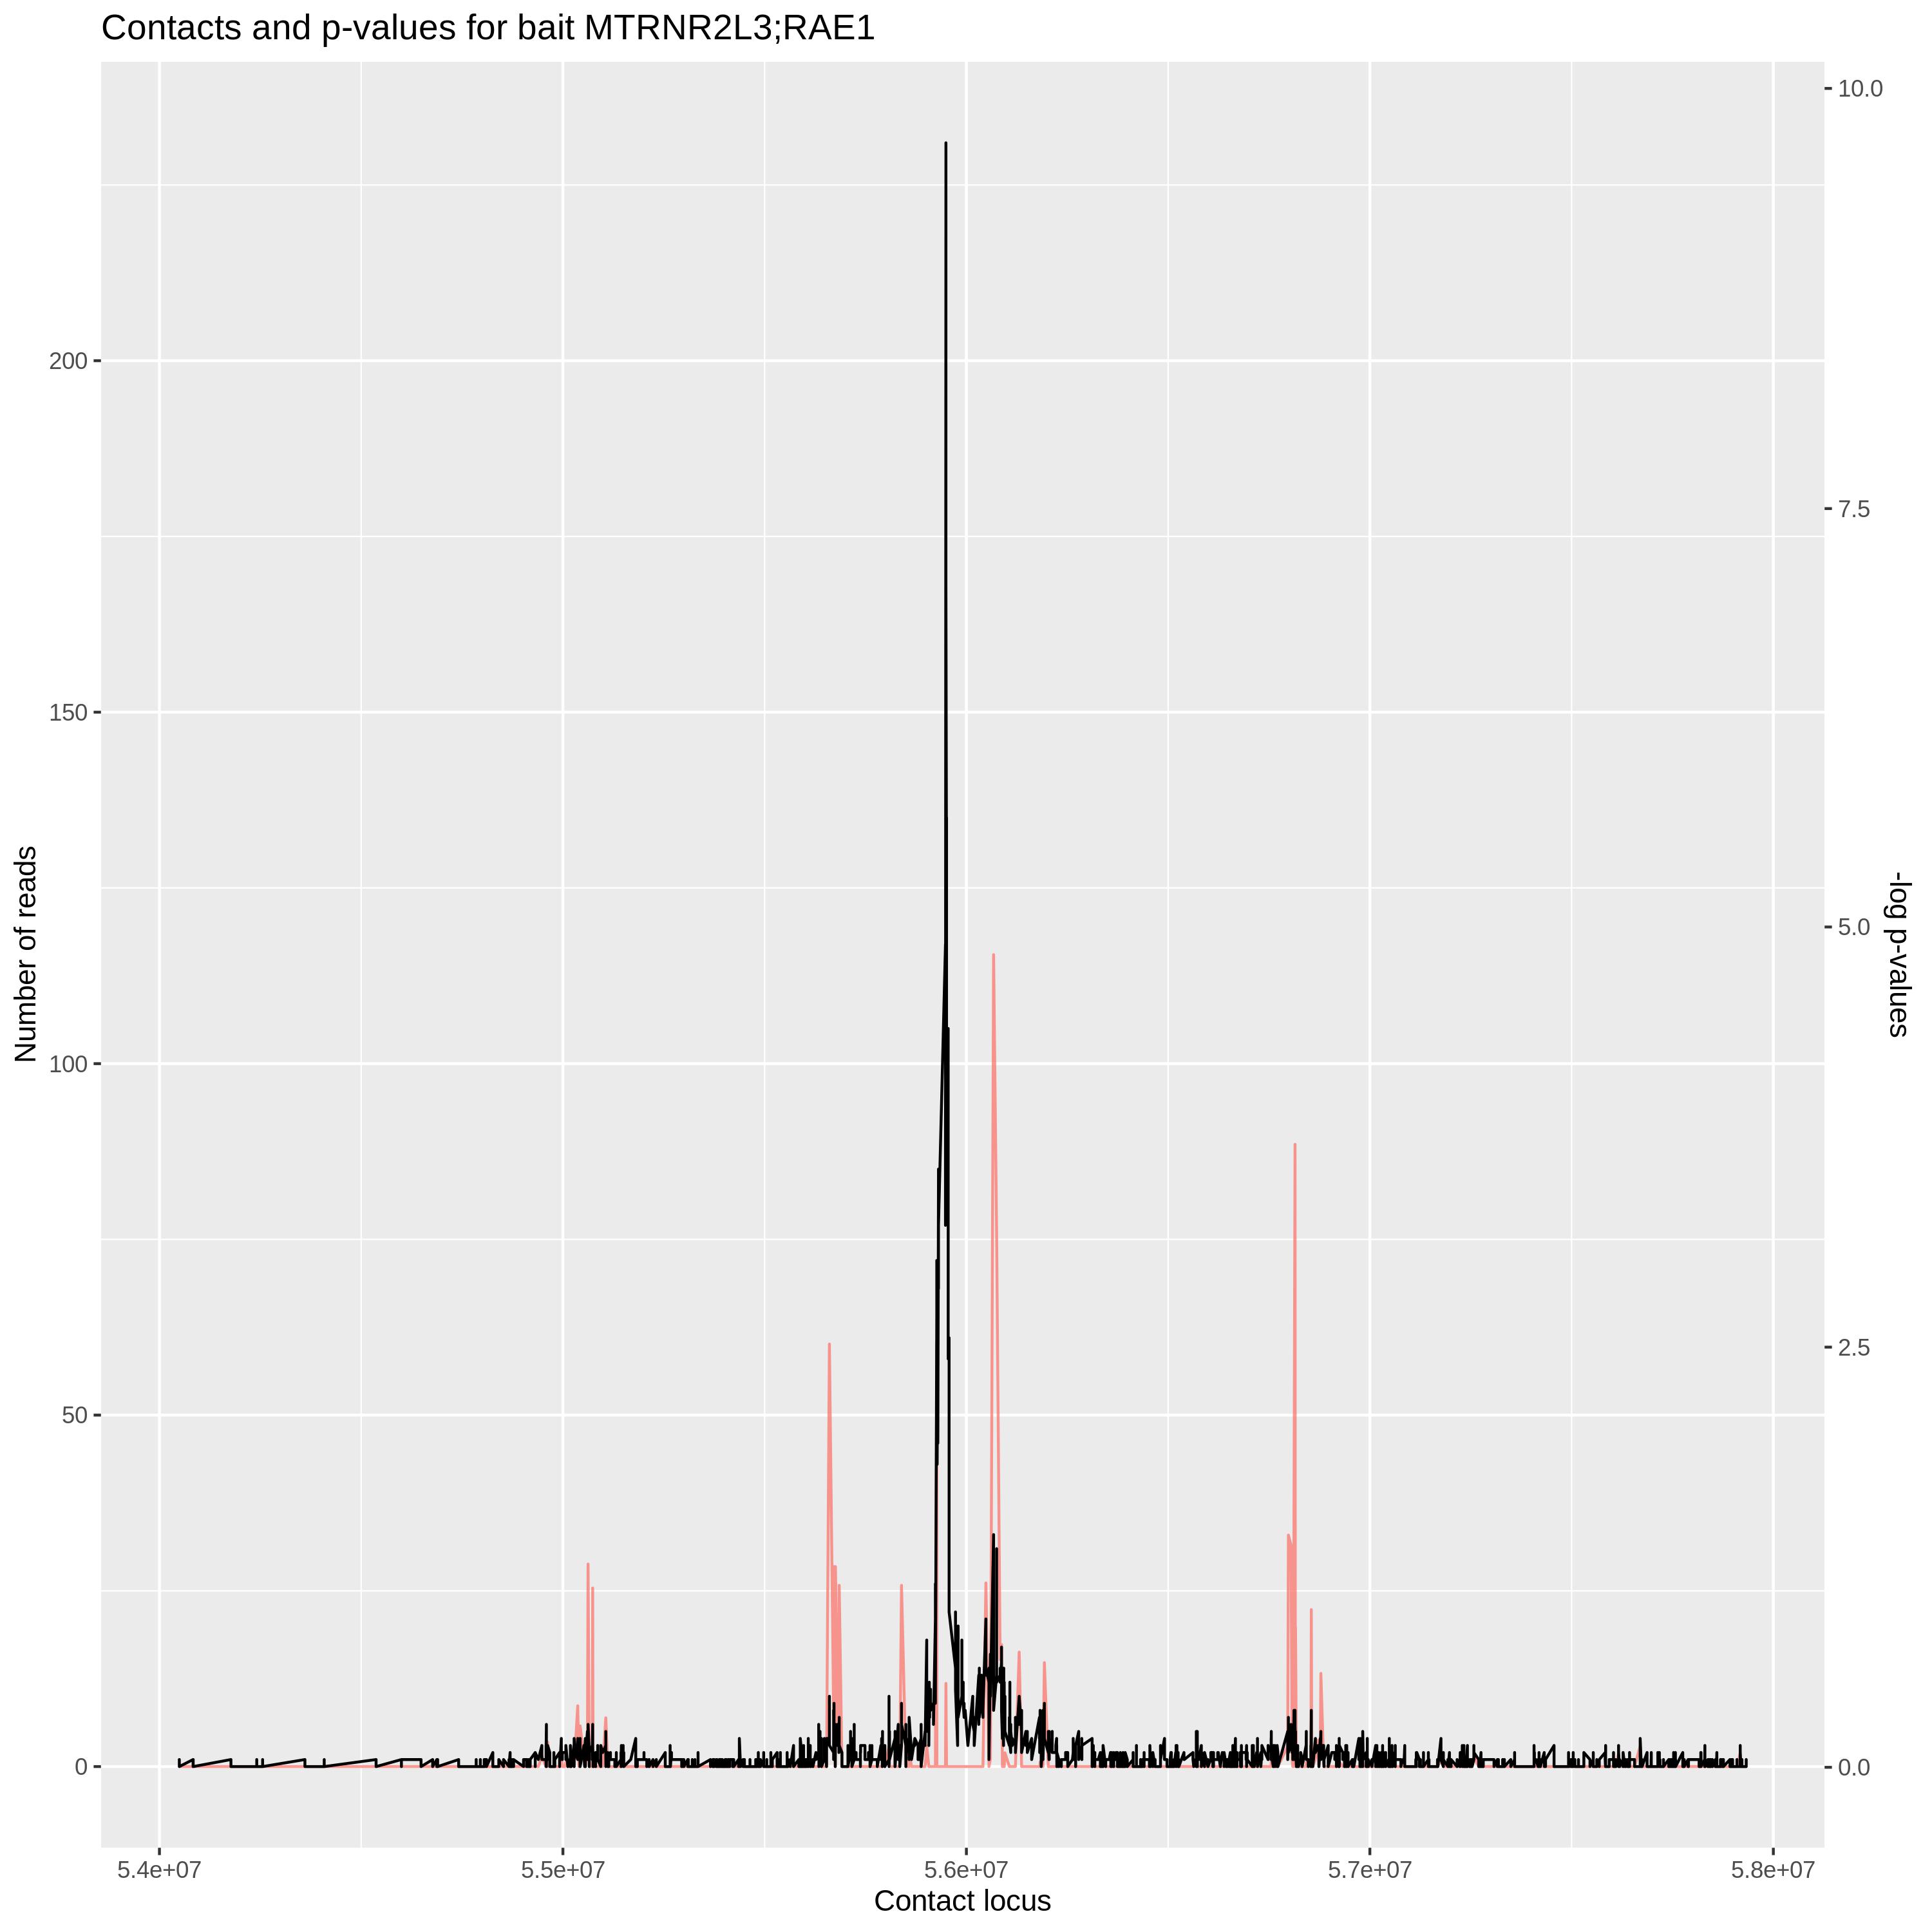 Contacts and p-values for bait MTRNR2L3;RAE1
10.0
200
7.5
150
Number of reads
-log p-values
5.0
100
2.5
50
0
0.0
5.4e+07 5.5e+07 5.6e+07 5.7e+07 5.8e+07
Contact locus